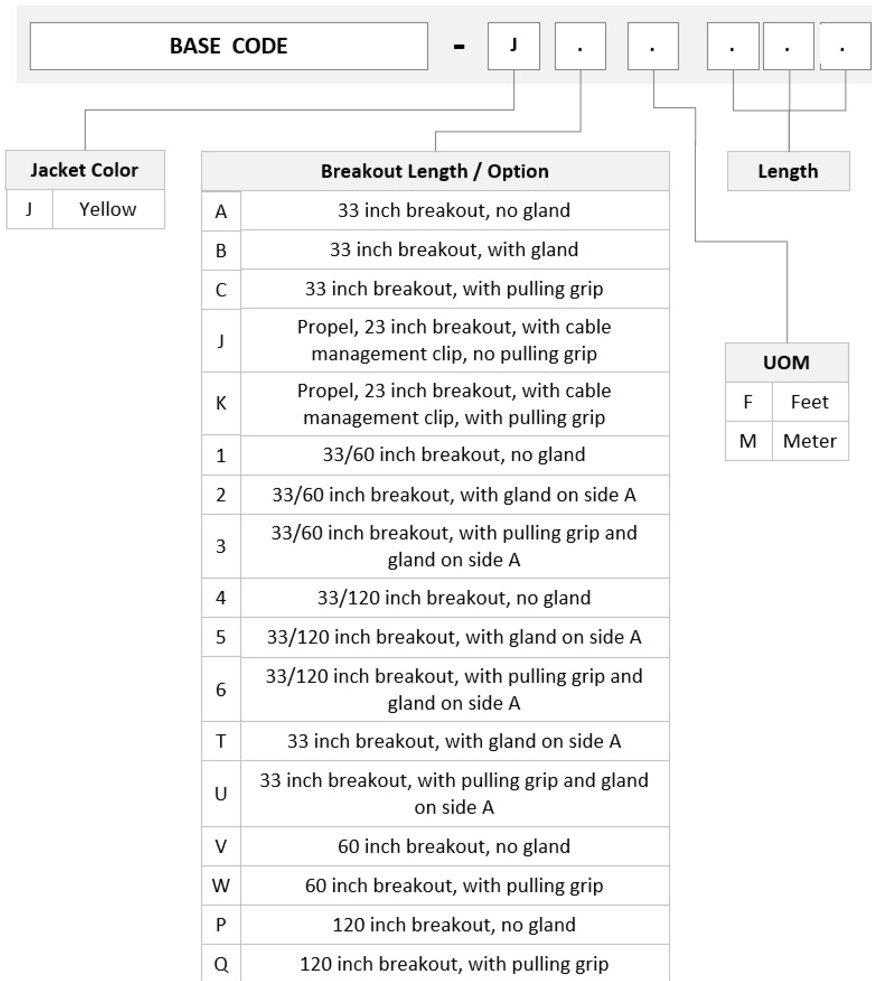 BASE CODE - J . . . . .
Jacket Color
J Yellow
Breakout Length / Option
A 33 inch breakout, no gland
B 33 inch breakout, with gland
C 33 inch breakout, with pulling grip
J Propel, 23 inch breakout, with cable
management clip, no pulling grip
K Propel, 23 inch breakout, with cable
management clip, with pulling grip
1 33/60 inch breakout, no gland
2 33/60 inch breakout, with gland on side A
3 33/60 inch breakout, with pulling grip and
gland on side A
4 33/120 inch breakout, no gland
5 33/120 inch breakout, with gland on side A
6 33/120 inch breakout, with pulling grip and
gland on side A
T 33 inch breakout, with gland on side A
U 33 inch breakout, with pulling grip and gland
on side A
V 60 inch breakout, no gland
W 60 inch breakout, with pulling grip
P 120 inch breakout, no gland
Q 120 inch breakout, with pulling grip
Length
UOM
F Feet
M Meter